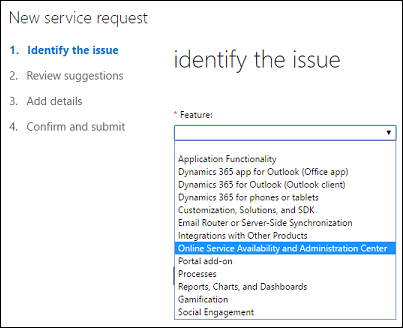 New service request
1. Identify the issue
2. Review suggestions
3. Add details
4. Confirm and submit
identify the issue
* Feature:
Application Functionality
Dynamics 365 app for Outlook (Office app)
Dynamics 365 for Outlook (Outlook client)
Dynamics 365 for phones or tablets
Customization, Solutions, and SDK
Email Router or Server-Side Synchronization
Integrations with Other Products
Online Service Availability and Administration Center
Portal add-on
Processes
Reports, Charts, and Dashboards
Gamification
Social Engagement